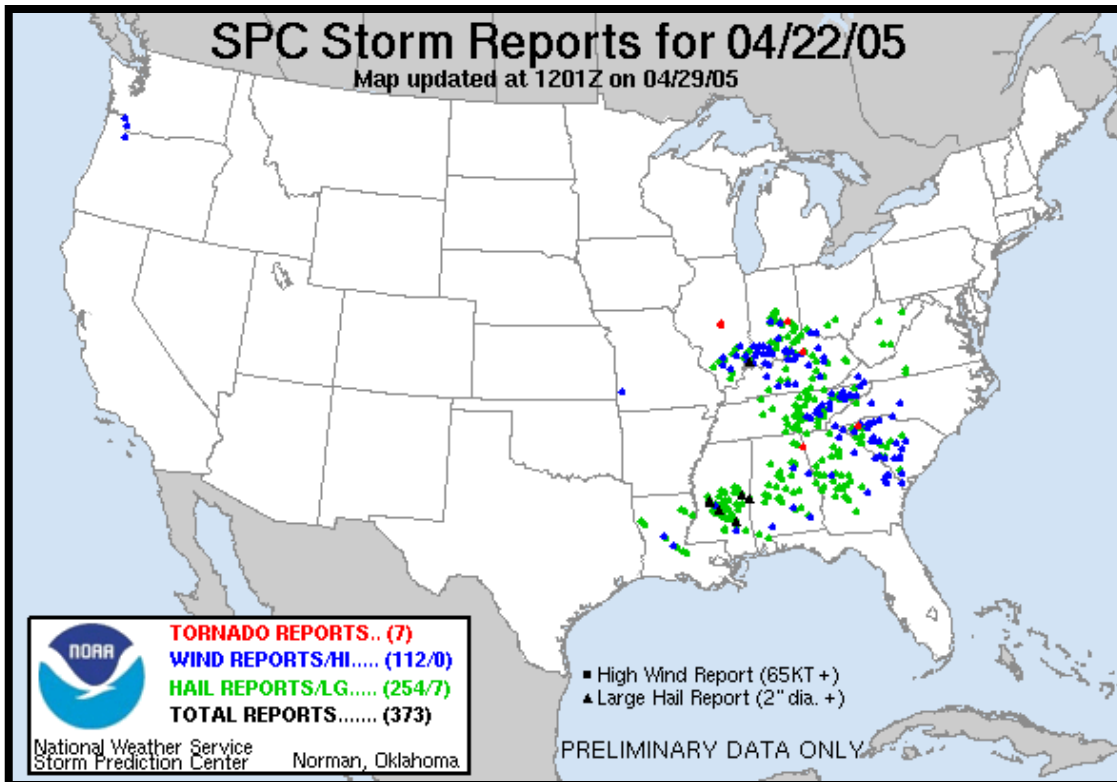 SPC Storm Reports for 04/22/05
Map updated at 1201Z on 04/29/05
NOAA
TORNADO REPORTS.. (7)
WIND REPORTS/HI..... (112/0)
HAIL REPORTS/LG..... (254/7)
TOTAL REPORTS....... (373)
National Weather Service
Storm Prediction Center
Norman, Oklahoma
■ High Wind Report (65KT +)
▲ Large Hail Report (2" dia. +)
PRELIMINARY DATA ONLY